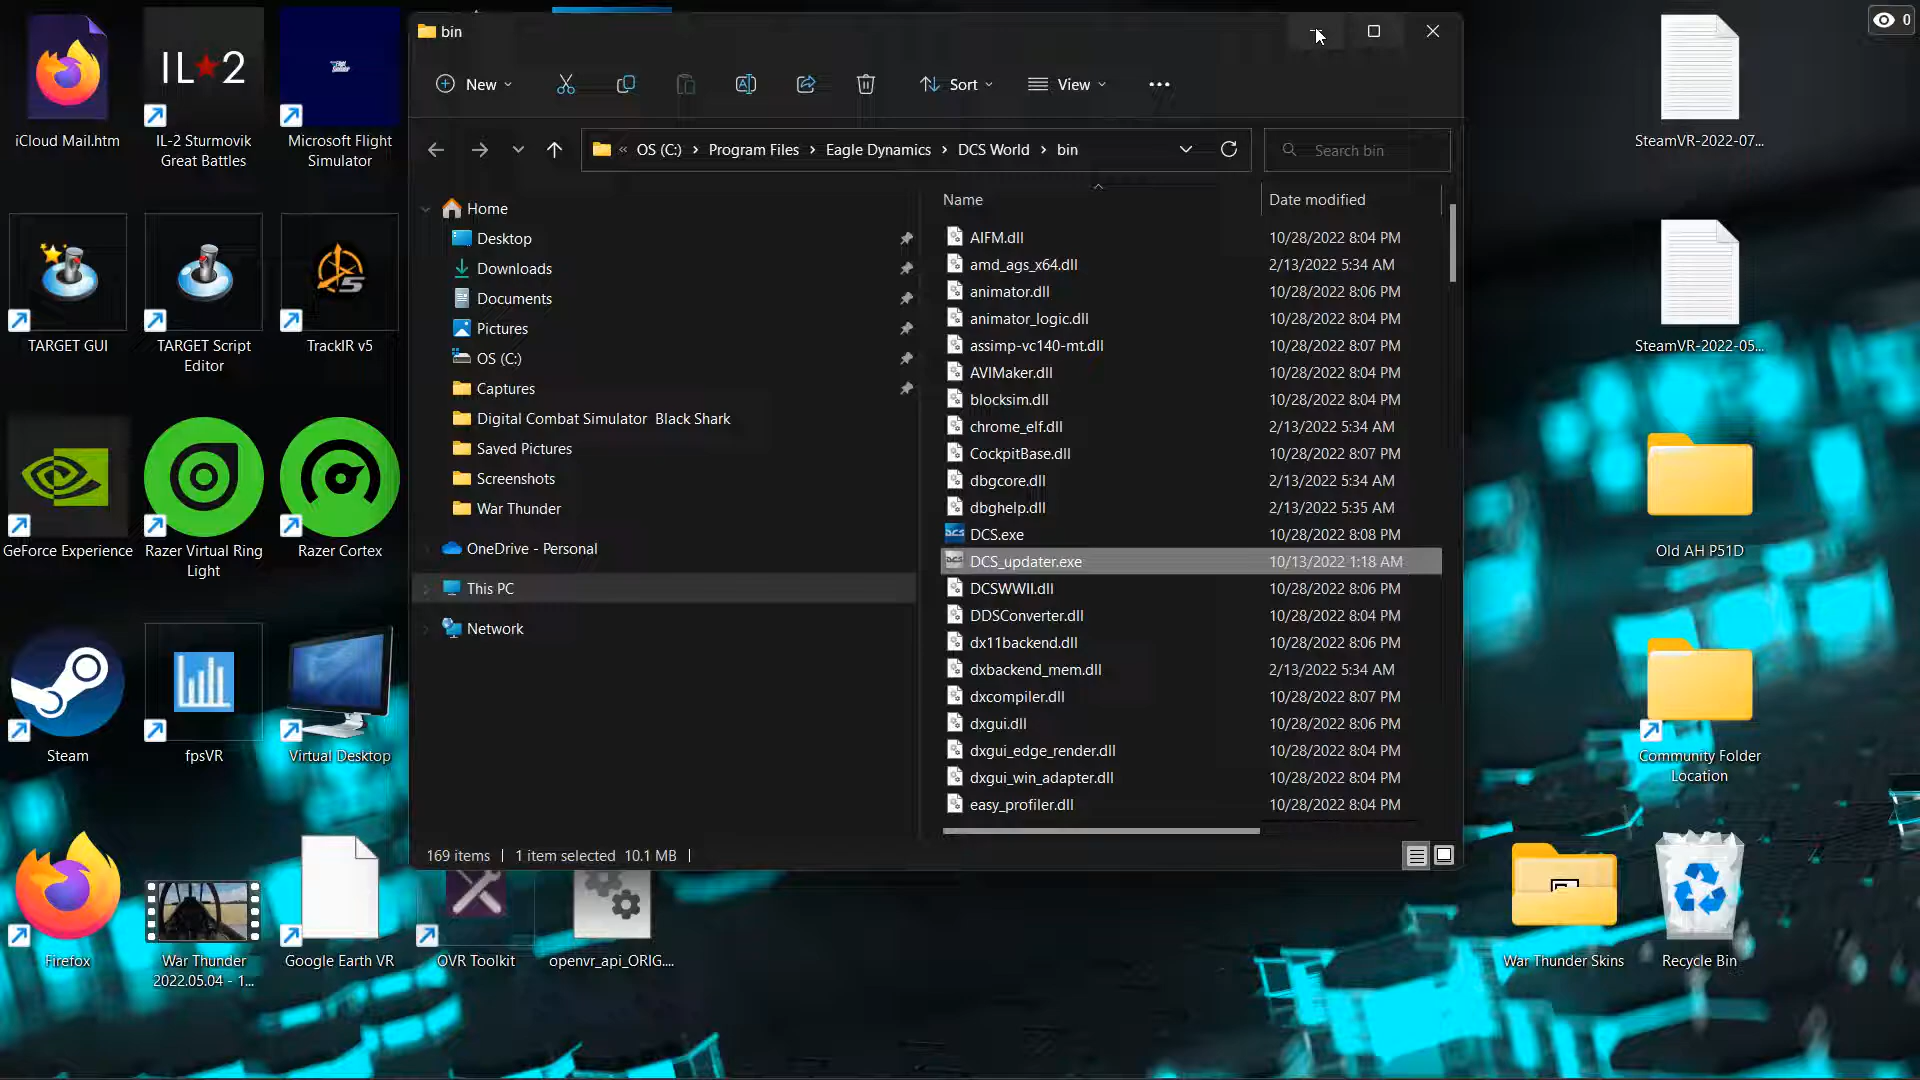 bin
0
New
Sort
View
« OS (C:) › Program Files › Eagle Dynamics › DCS World › bin
Search bin
Home
Desktop
Downloads
Documents
Pictures
OS (C:)
Captures
Digital Combat Simulator  Black Shark
Saved Pictures
Screenshots
War Thunder
OneDrive - Personal
This PC
Network
Name Date modified
AIFM.dll 10/28/2022 8:04 PM
amd_ags_x64.dll 2/13/2022 5:34 AM
animator.dll 10/28/2022 8:06 PM
animator_logic.dll 10/28/2022 8:04 PM
assimp-vc140-mt.dll 10/28/2022 8:07 PM
AVIMaker.dll 10/28/2022 8:04 PM
blocksim.dll 10/28/2022 8:04 PM
chrome_elf.dll 2/13/2022 5:34 AM
CockpitBase.dll 10/28/2022 8:07 PM
dbgcore.dll 2/13/2022 5:34 AM
dbghelp.dll 2/13/2022 5:35 AM
DCS.exe 10/28/2022 8:08 PM
DCS_updater.exe 10/13/2022 1:18 AM
DCSWWII.dll 10/28/2022 8:06 PM
DDSConverter.dll 10/28/2022 8:04 PM
dx11backend.dll 10/28/2022 8:06 PM
dxbackend_mem.dll 2/13/2022 5:34 AM
dxcompiler.dll 10/28/2022 8:07 PM
dxgui.dll 10/28/2022 8:06 PM
dxgui_edge_render.dll 10/28/2022 8:04 PM
dxgui_win_adapter.dll 10/28/2022 8:04 PM
easy_profiler.dll 10/28/2022 8:04 PM
169 items 1 item selected 10.1 MB
iCloud Mail.htm
IL★2
IL-2 Sturmovik
Great Battles
Microsoft Flight
Simulator
TARGET GUI
TARGET Script
Editor
5
TrackIR v5
GeForce Experience
Razer Virtual Ring
Light
Razer Cortex
Steam
fpsVR
Virtual Desktop
Firefox
War Thunder
2022.05.04 - 1...
Google Earth VR
OVR Toolkit
openvr_api_ORIG....
SteamVR-2022-07...
SteamVR-2022-05...
Old AH P51D
Community Folder
Location
War Thunder Skins
Recycle Bin